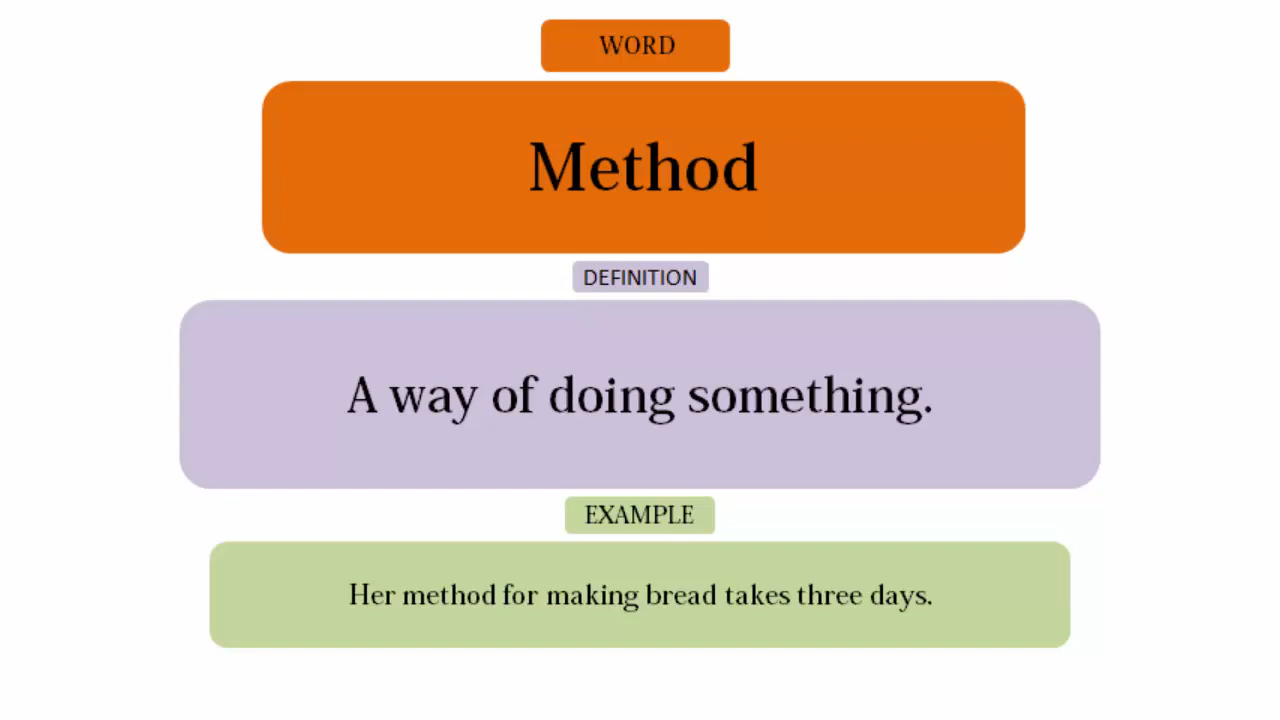 WORD
Method
DEFINITION
A way of doing something.
EXAMPLE
Her method for making bread takes three days.